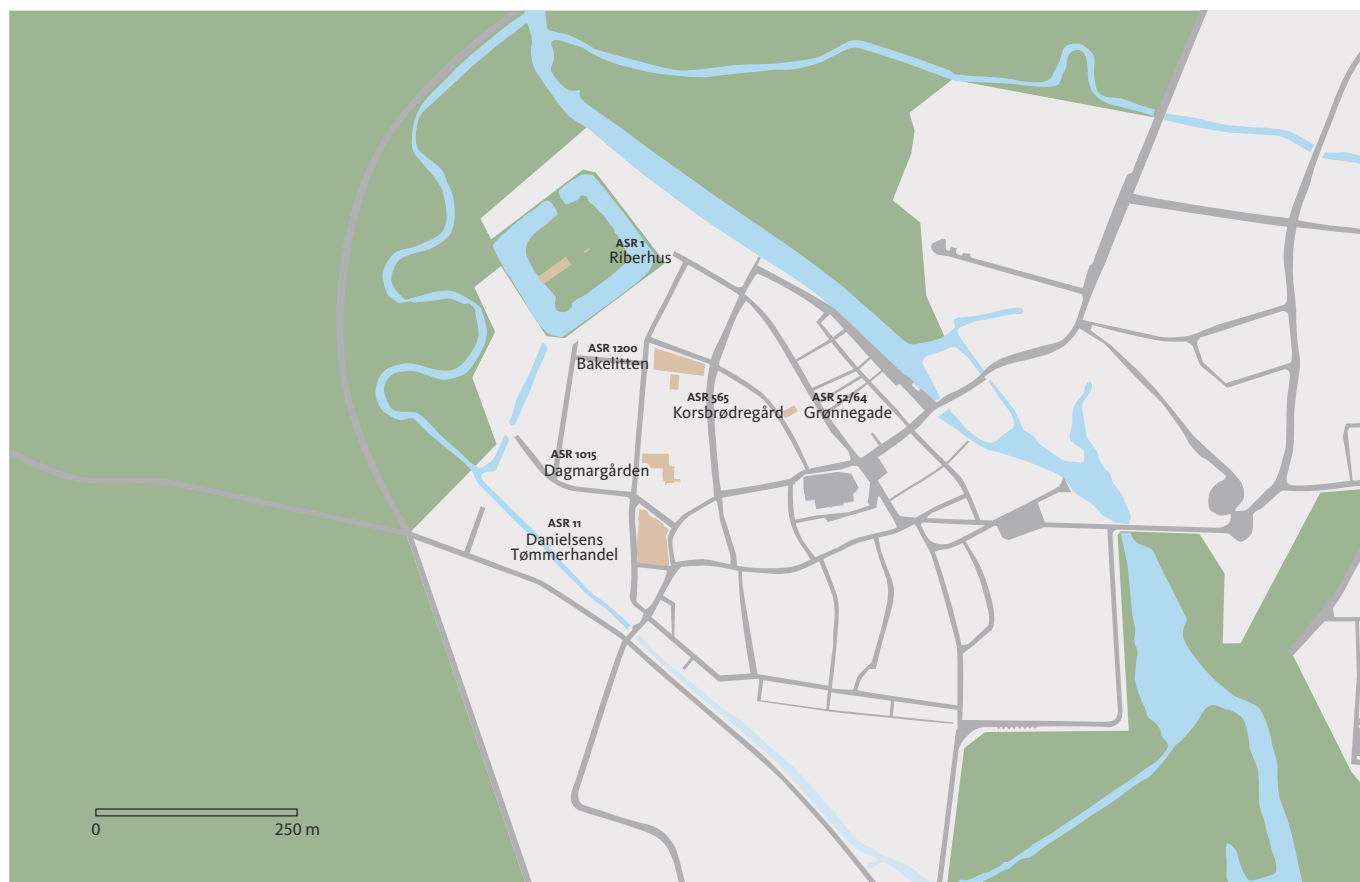 ASR 1
Riberhus
ASR 1200
Bakelitten
ASR 565
Korsbrødregård
ASR 52/64
Grønnegade
ASR 1015
Dagmargården
ASR 11
Danielsens
Tømmerhandel
0
250 m